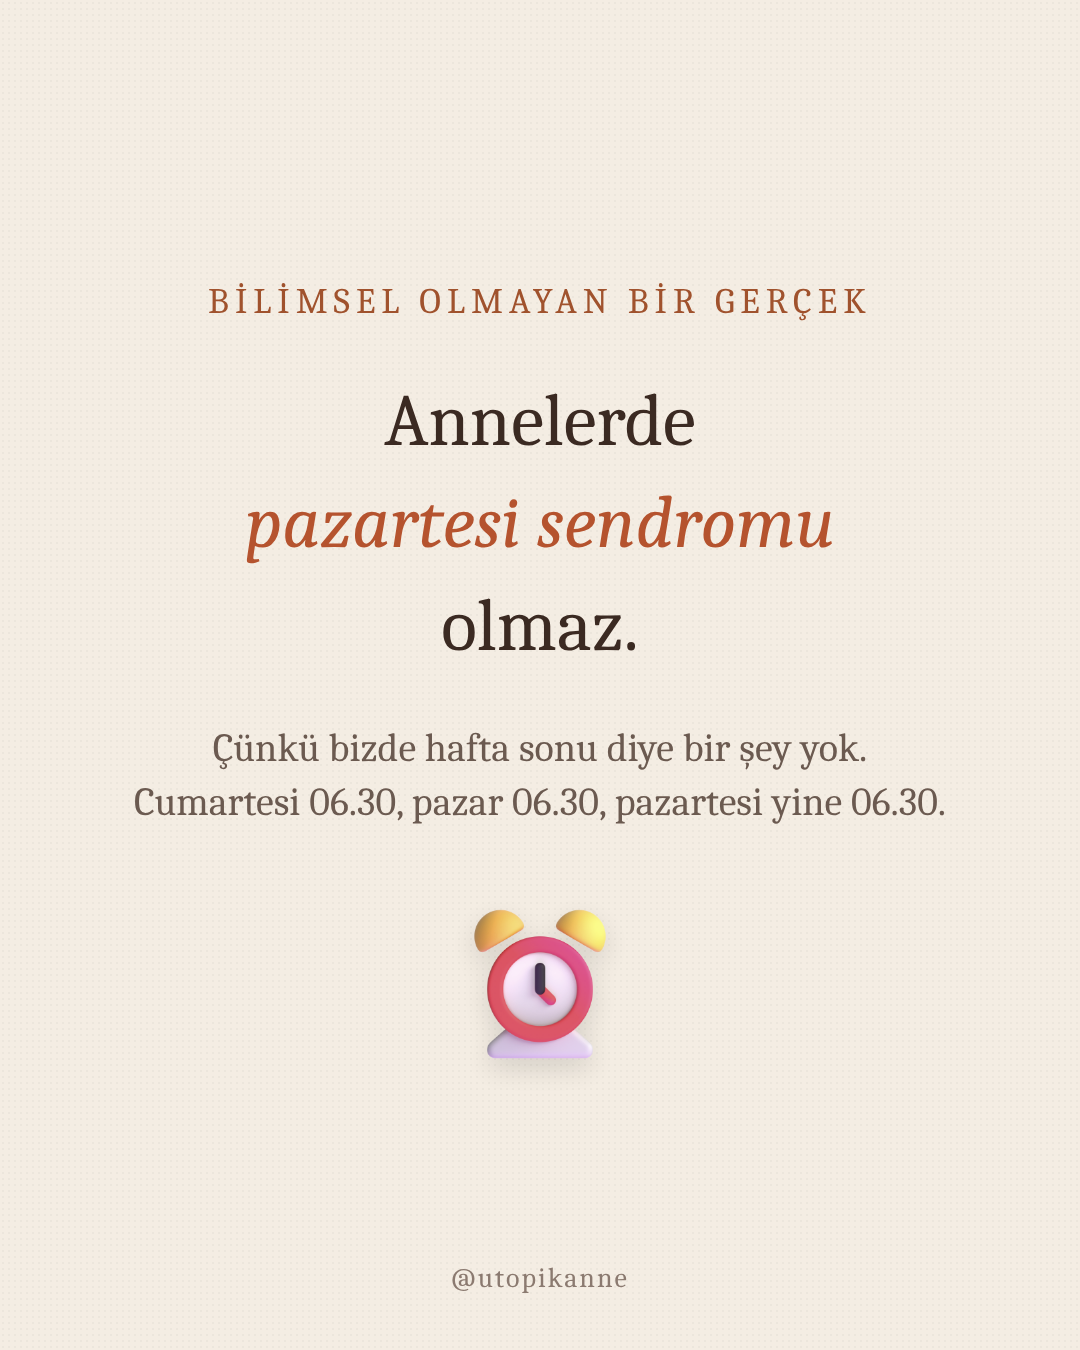 BİLİMSEL OLMAYAN BİR GERÇEK
Annelerde
pazartesi sendromu
olmaz.
Çünkü bizde hafta sonu diye bir şey yok.
Cumartesi 06.30, pazar 06.30, pazartesi yine 06.30.
@utopikanne